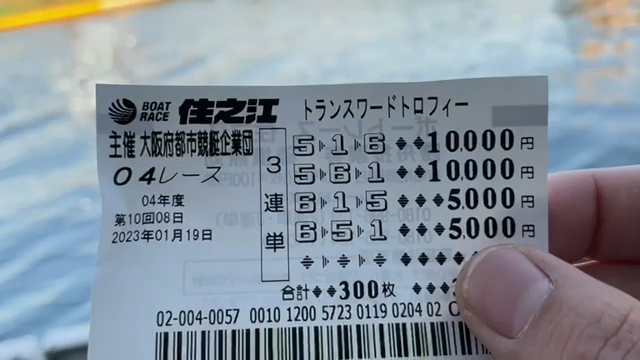 BOAT RACE 住之江 トランスワードトロフィー
主催 大阪府都市競艇企業団
04レース
04年度
第10回08日
2023年01月19日
3連単
5▷1▷6 ◆◆10,000円
5▷6▷1 ◆◆10,000円
6▷1▷5 ◆◆◆5,000円
6▷5▷1 ◆◆◆5,000円
合計◆◆300枚
02-004-0057 0010 1200 5723 0119 0204 02